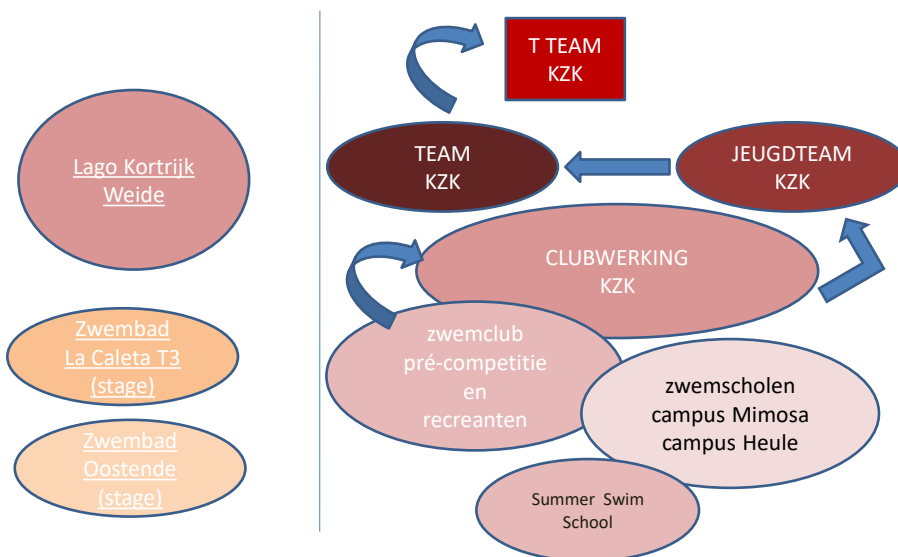 Lago Kortrijk
Weide
Zwembad
La Caleta T3
(stage)
Zwembad
Oostende
(stage)
T TEAM
KZK
TEAM
KZK
JEUGDTEAM
KZK
CLUBWERKING
KZK
zwemclub
pré-competitie
en
recreanten
zwemscholen
campus Mimosa
campus Heule
Summer Swim
School